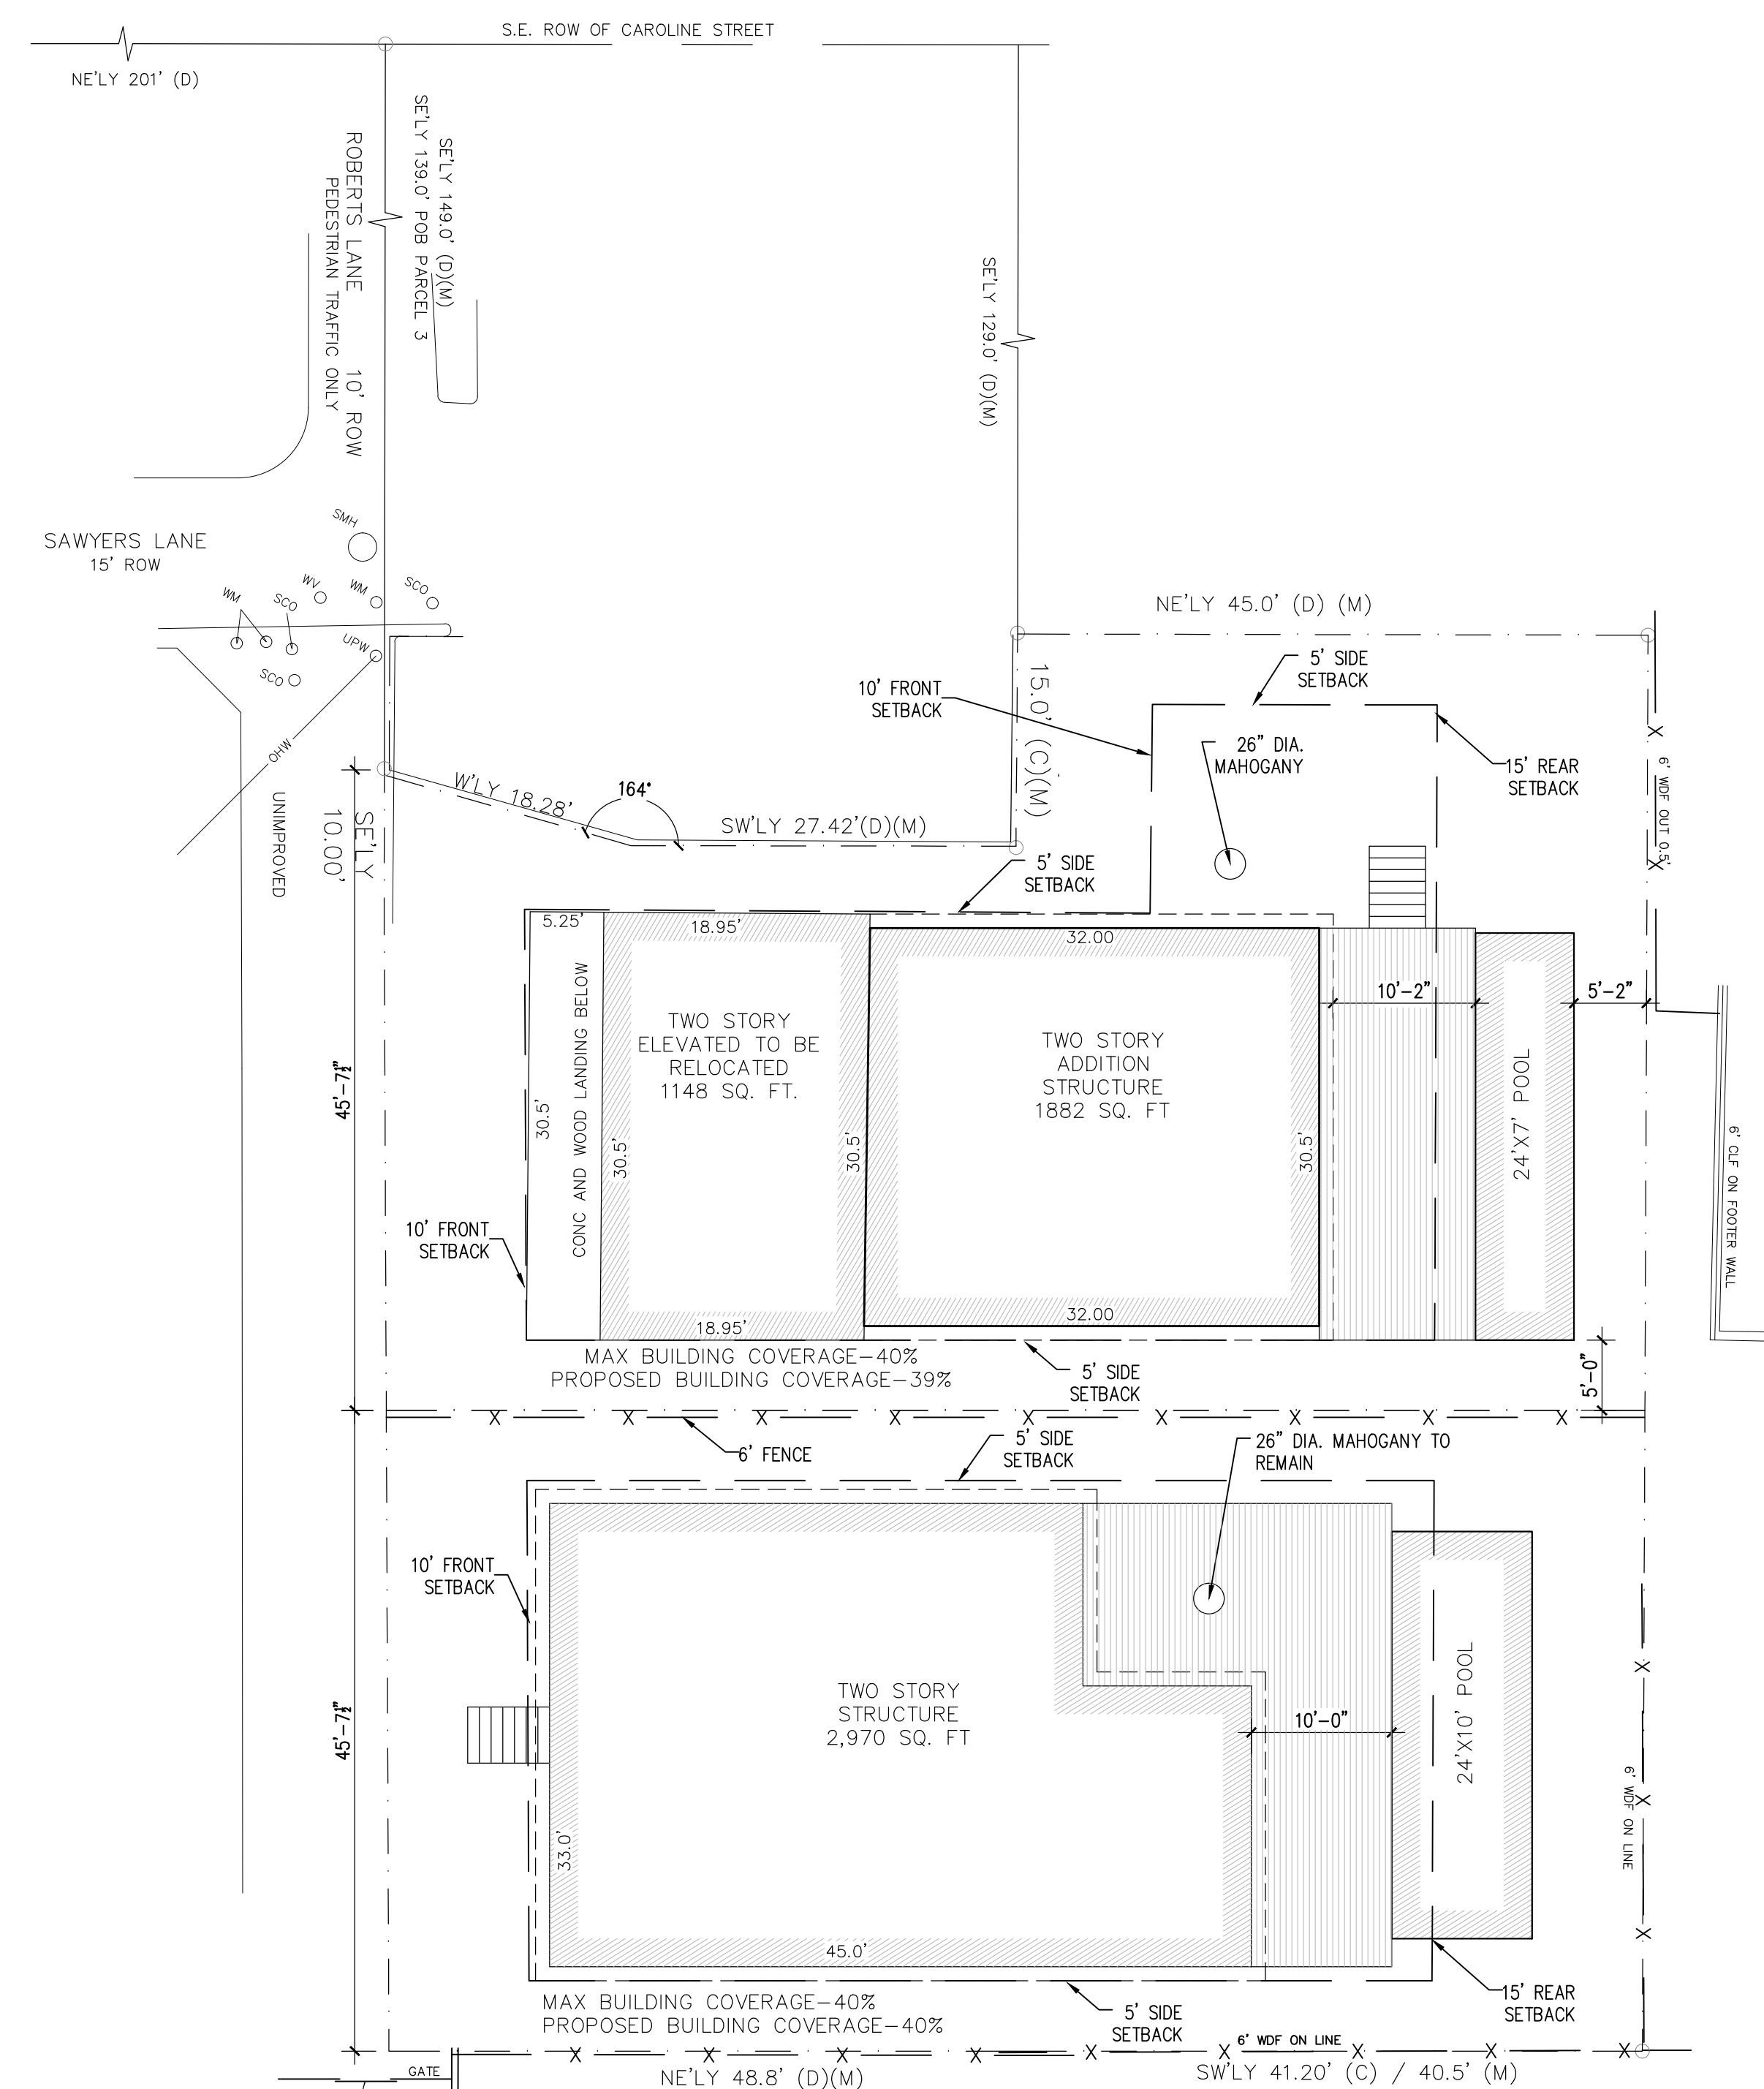 S.E. ROW OF CAROLINE STREET
NE'LY 201' (D)
SE'LY 149.0' (D)(M)
SE'LY 139.0' POB PARCEL 3
ROBERTS LANE 10' ROW
PEDESTRIAN TRAFFIC ONLY
SE'LY 129.0' (D)(M)
SAWYERS LANE
15' ROW
SMH
WV
WM
SCO
WM
SCO
UPW
SCO
OHW
UNIMPROVED
NE'LY 45.0' (D) (M)
5' SIDE
SETBACK
10' FRONT
SETBACK
15.0' (C)(M)
26" DIA.
MAHOGANY
15' REAR
SETBACK
6' WDF OUT 0.5'
W'LY 18.28'
164°
SW'LY 27.42'(D)(M)
SE'LY
10.00'
5' SIDE
SETBACK
5.25'
18.95'
32.00
CONC AND WOOD LANDING BELOW
TWO STORY
ELEVATED TO BE
RELOCATED
1148 SQ. FT.
TWO STORY
ADDITION
STRUCTURE
1882 SQ. FT
10'-2"
5'-2"
24'X7' POOL
45'-7½"
30.5'
30.5'
30.5'
30.5'
6' CLF ON FOOTER WALL
10' FRONT
SETBACK
18.95'
32.00
MAX BUILDING COVERAGE-40%
PROPOSED BUILDING COVERAGE-39%
5' SIDE
SETBACK
5'-0"
X X X X X X X X X
6' FENCE
5' SIDE
SETBACK
26" DIA. MAHOGANY TO
REMAIN
10' FRONT
SETBACK
TWO STORY
STRUCTURE
2,970 SQ. FT
10'-0"
24'X10' POOL
45'-7½"
33.0'
6' WDF ON LINE
45.0'
15' REAR
SETBACK
MAX BUILDING COVERAGE-40%
PROPOSED BUILDING COVERAGE-40%
5' SIDE
SETBACK
6' WDF ON LINE
X X X X X X X X X
GATE
NE'LY 48.8' (D)(M)
SW'LY 41.20' (C) / 40.5' (M)